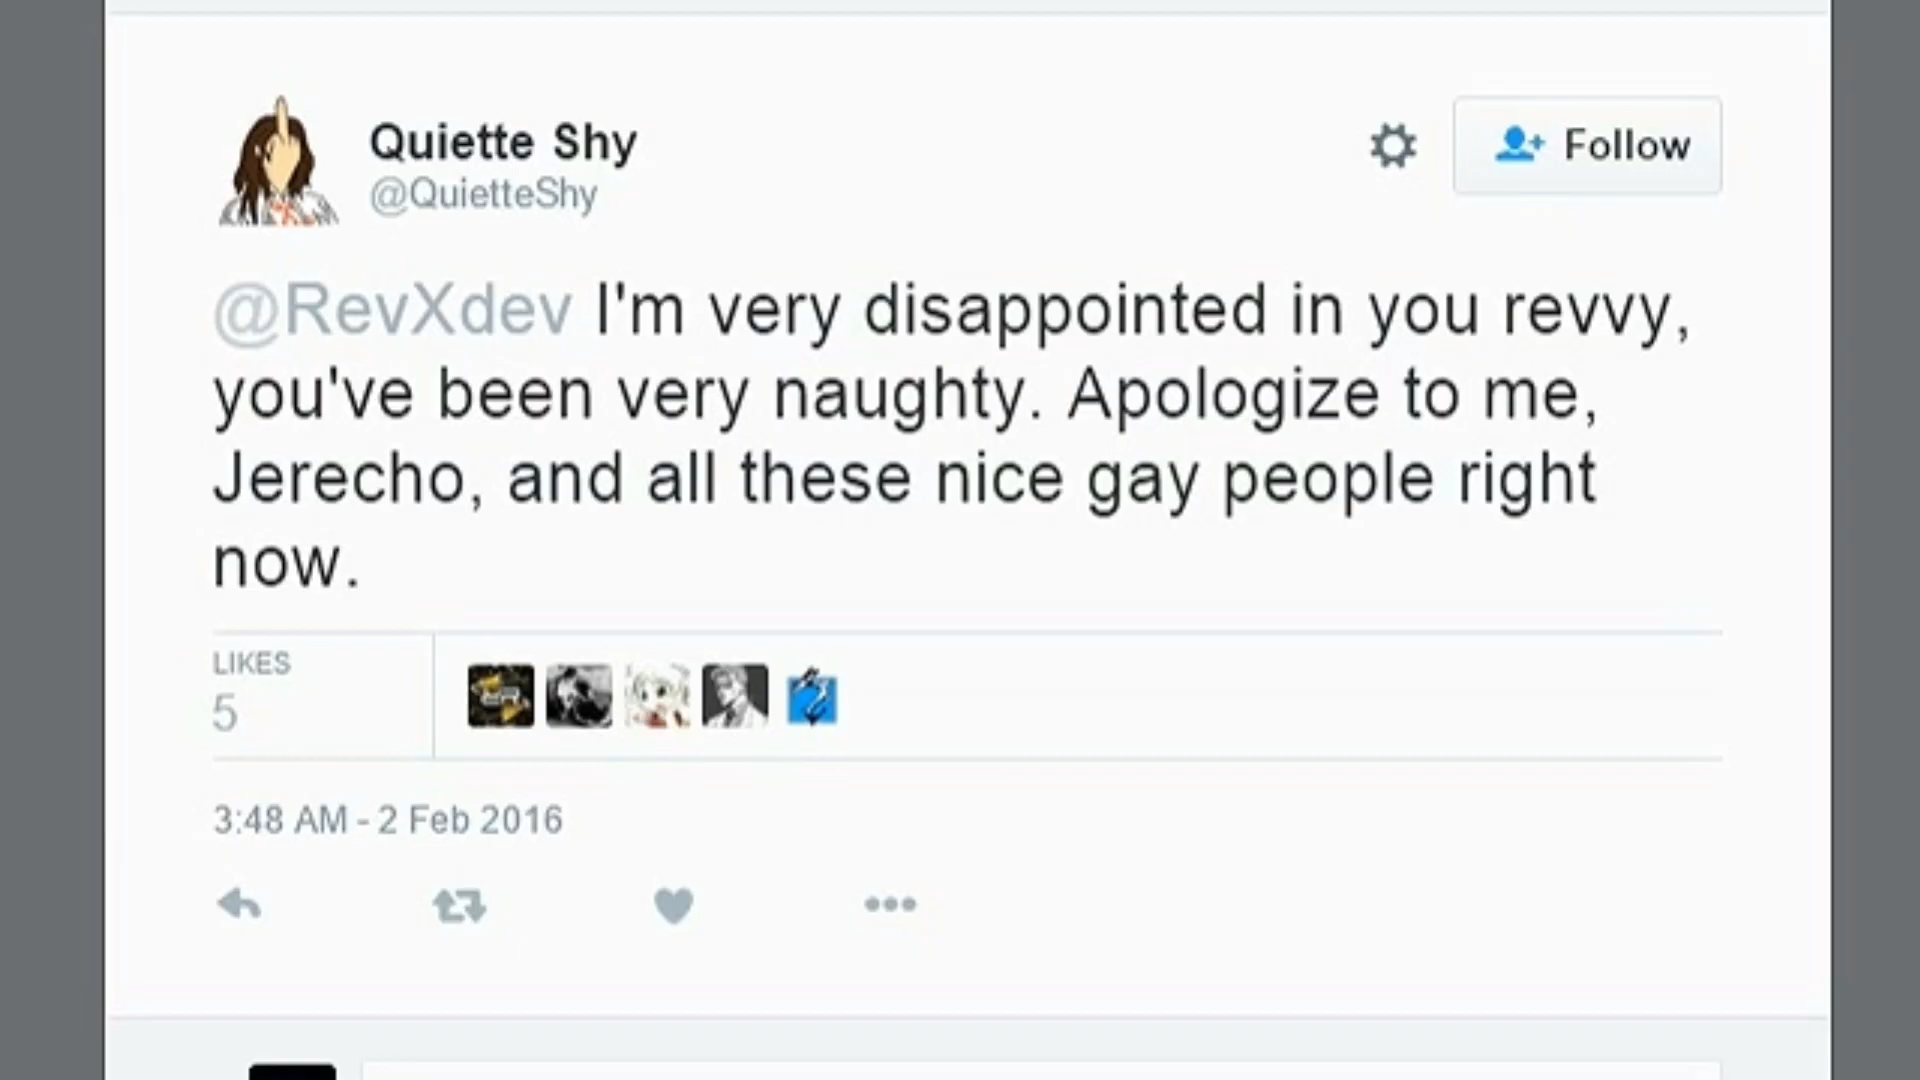 Quiette Shy
@QuietteShy
Follow
@RevXdev I'm very disappointed in you revvy,
you've been very naughty. Apologize to me,
Jerecho, and all these nice gay people right
now.
LIKES
5
3:48 AM - 2 Feb 2016